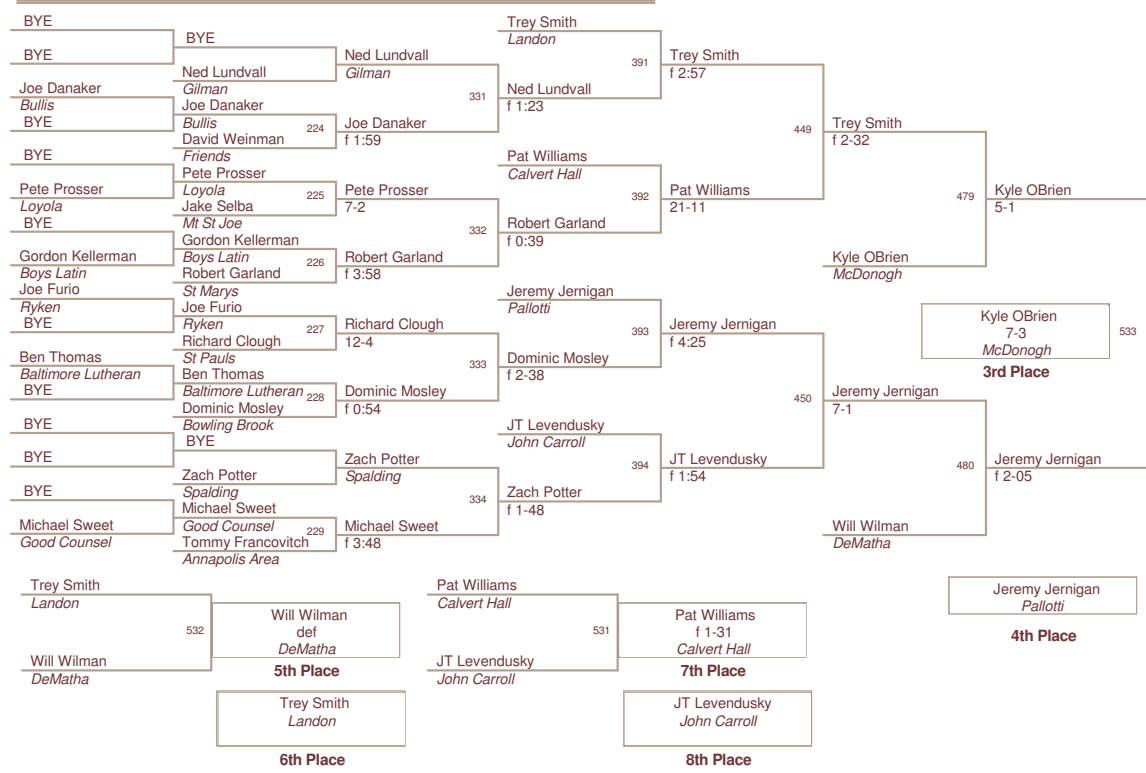 BYE
BYE
Joe Danaker
Bullis
BYE
BYE
Pete Prosser
Loyola
BYE
Gordon Kellerman
Boys Latin
Joe Furio
Ryken
BYE
Ben Thomas
Baltimore Lutheran
BYE
BYE
BYE
BYE
Michael Sweet
Good Counsel
BYE
Ned Lundvall
Gilman
Joe Danaker
Bullis
224
David Weinman
Friends
Pete Prosser
Loyola
225
Jake Selba
Mt St Joe
Gordon Kellerman
Boys Latin
226
Robert Garland
St Marys
Joe Furio
Ryken
227
Richard Clough
St Pauls
Ben Thomas
Baltimore Lutheran
228
Dominic Mosley
Bowling Brook
BYE
Zach Potter
Spalding
Michael Sweet
Good Counsel
229
Tommy Francovitch
Annapolis Area
Ned Lundvall
Gilman
331
Joe Danaker
f 1:59
Pete Prosser
7-2
332
Robert Garland
f 3:58
Richard Clough
12-4
333
Dominic Mosley
f 0:54
Zach Potter
Spalding
334
Michael Sweet
f 3:48
Trey Smith
Landon
391
Ned Lundvall
f 1:23
Pat Williams
Calvert Hall
392
Robert Garland
f 0:39
Jeremy Jernigan
Pallotti
393
Dominic Mosley
f 2-38
JT Levendusky
John Carroll
394
Zach Potter
f 1-48
Trey Smith
f 2:57
449
Pat Williams
21-11
Jeremy Jernigan
f 4:25
450
JT Levendusky
f 1:54
Trey Smith
f 2-32
479
Kyle OBrien
McDonogh
Jeremy Jernigan
7-1
480
Will Wilman
DeMatha
Kyle OBrien
5-1
Jeremy Jernigan
f 2-05
Kyle OBrien
7-3
McDonogh
533
3rd Place
Jeremy Jernigan
Pallotti
4th Place
Trey Smith
Landon
532
Will Wilman
DeMatha
Will Wilman
def
DeMatha
5th Place
Trey Smith
Landon
6th Place
Pat Williams
Calvert Hall
531
JT Levendusky
John Carroll
Pat Williams
f 1-31
Calvert Hall
7th Place
JT Levendusky
John Carroll
8th Place